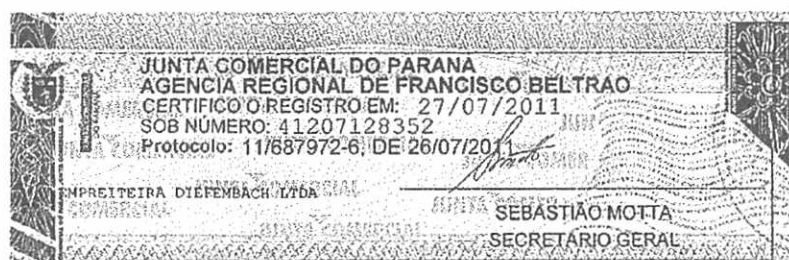 JUNTA COMERCIAL DO PARANA
AGENCIA REGIONAL DE FRANCISCO BELTRAO
CERTIFICO O REGISTRO EM: 27/07/2011
SOB NÚMERO: 41207128352
Protocolo: 11/687972-6, DE 26/07/2011
EMPREITEIRA DIEFEMBACH LTDA
SEBASTIÃO MOTTA
SECRETARIO GERAL